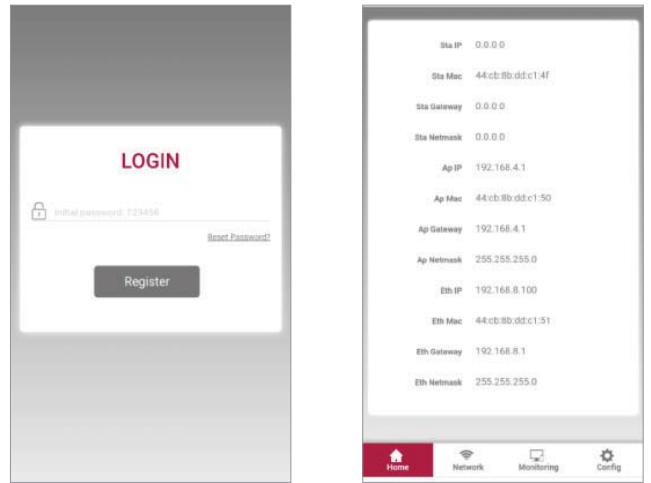 LOGIN
Initial password: 123456
Reset Password?
Register
Sta IP 0.0.0.0
Sta Mac 44:cb:8b:dd:c1:4f
Sta Gateway 0.0.0.0
Sta Netmask 0.0.0.0
Ap IP 192.168.4.1
Ap Mac 44:cb:8b:dd:c1:50
Ap Gateway 192.168.4.1
Ap Netmask 255.255.255.0
Eth IP 192.168.8.100
Eth Mac 44:cb:8b:dd:c1:51
Eth Gateway 192.168.8.1
Eth Netmask 255.255.255.0
Home Network Monitoring Config